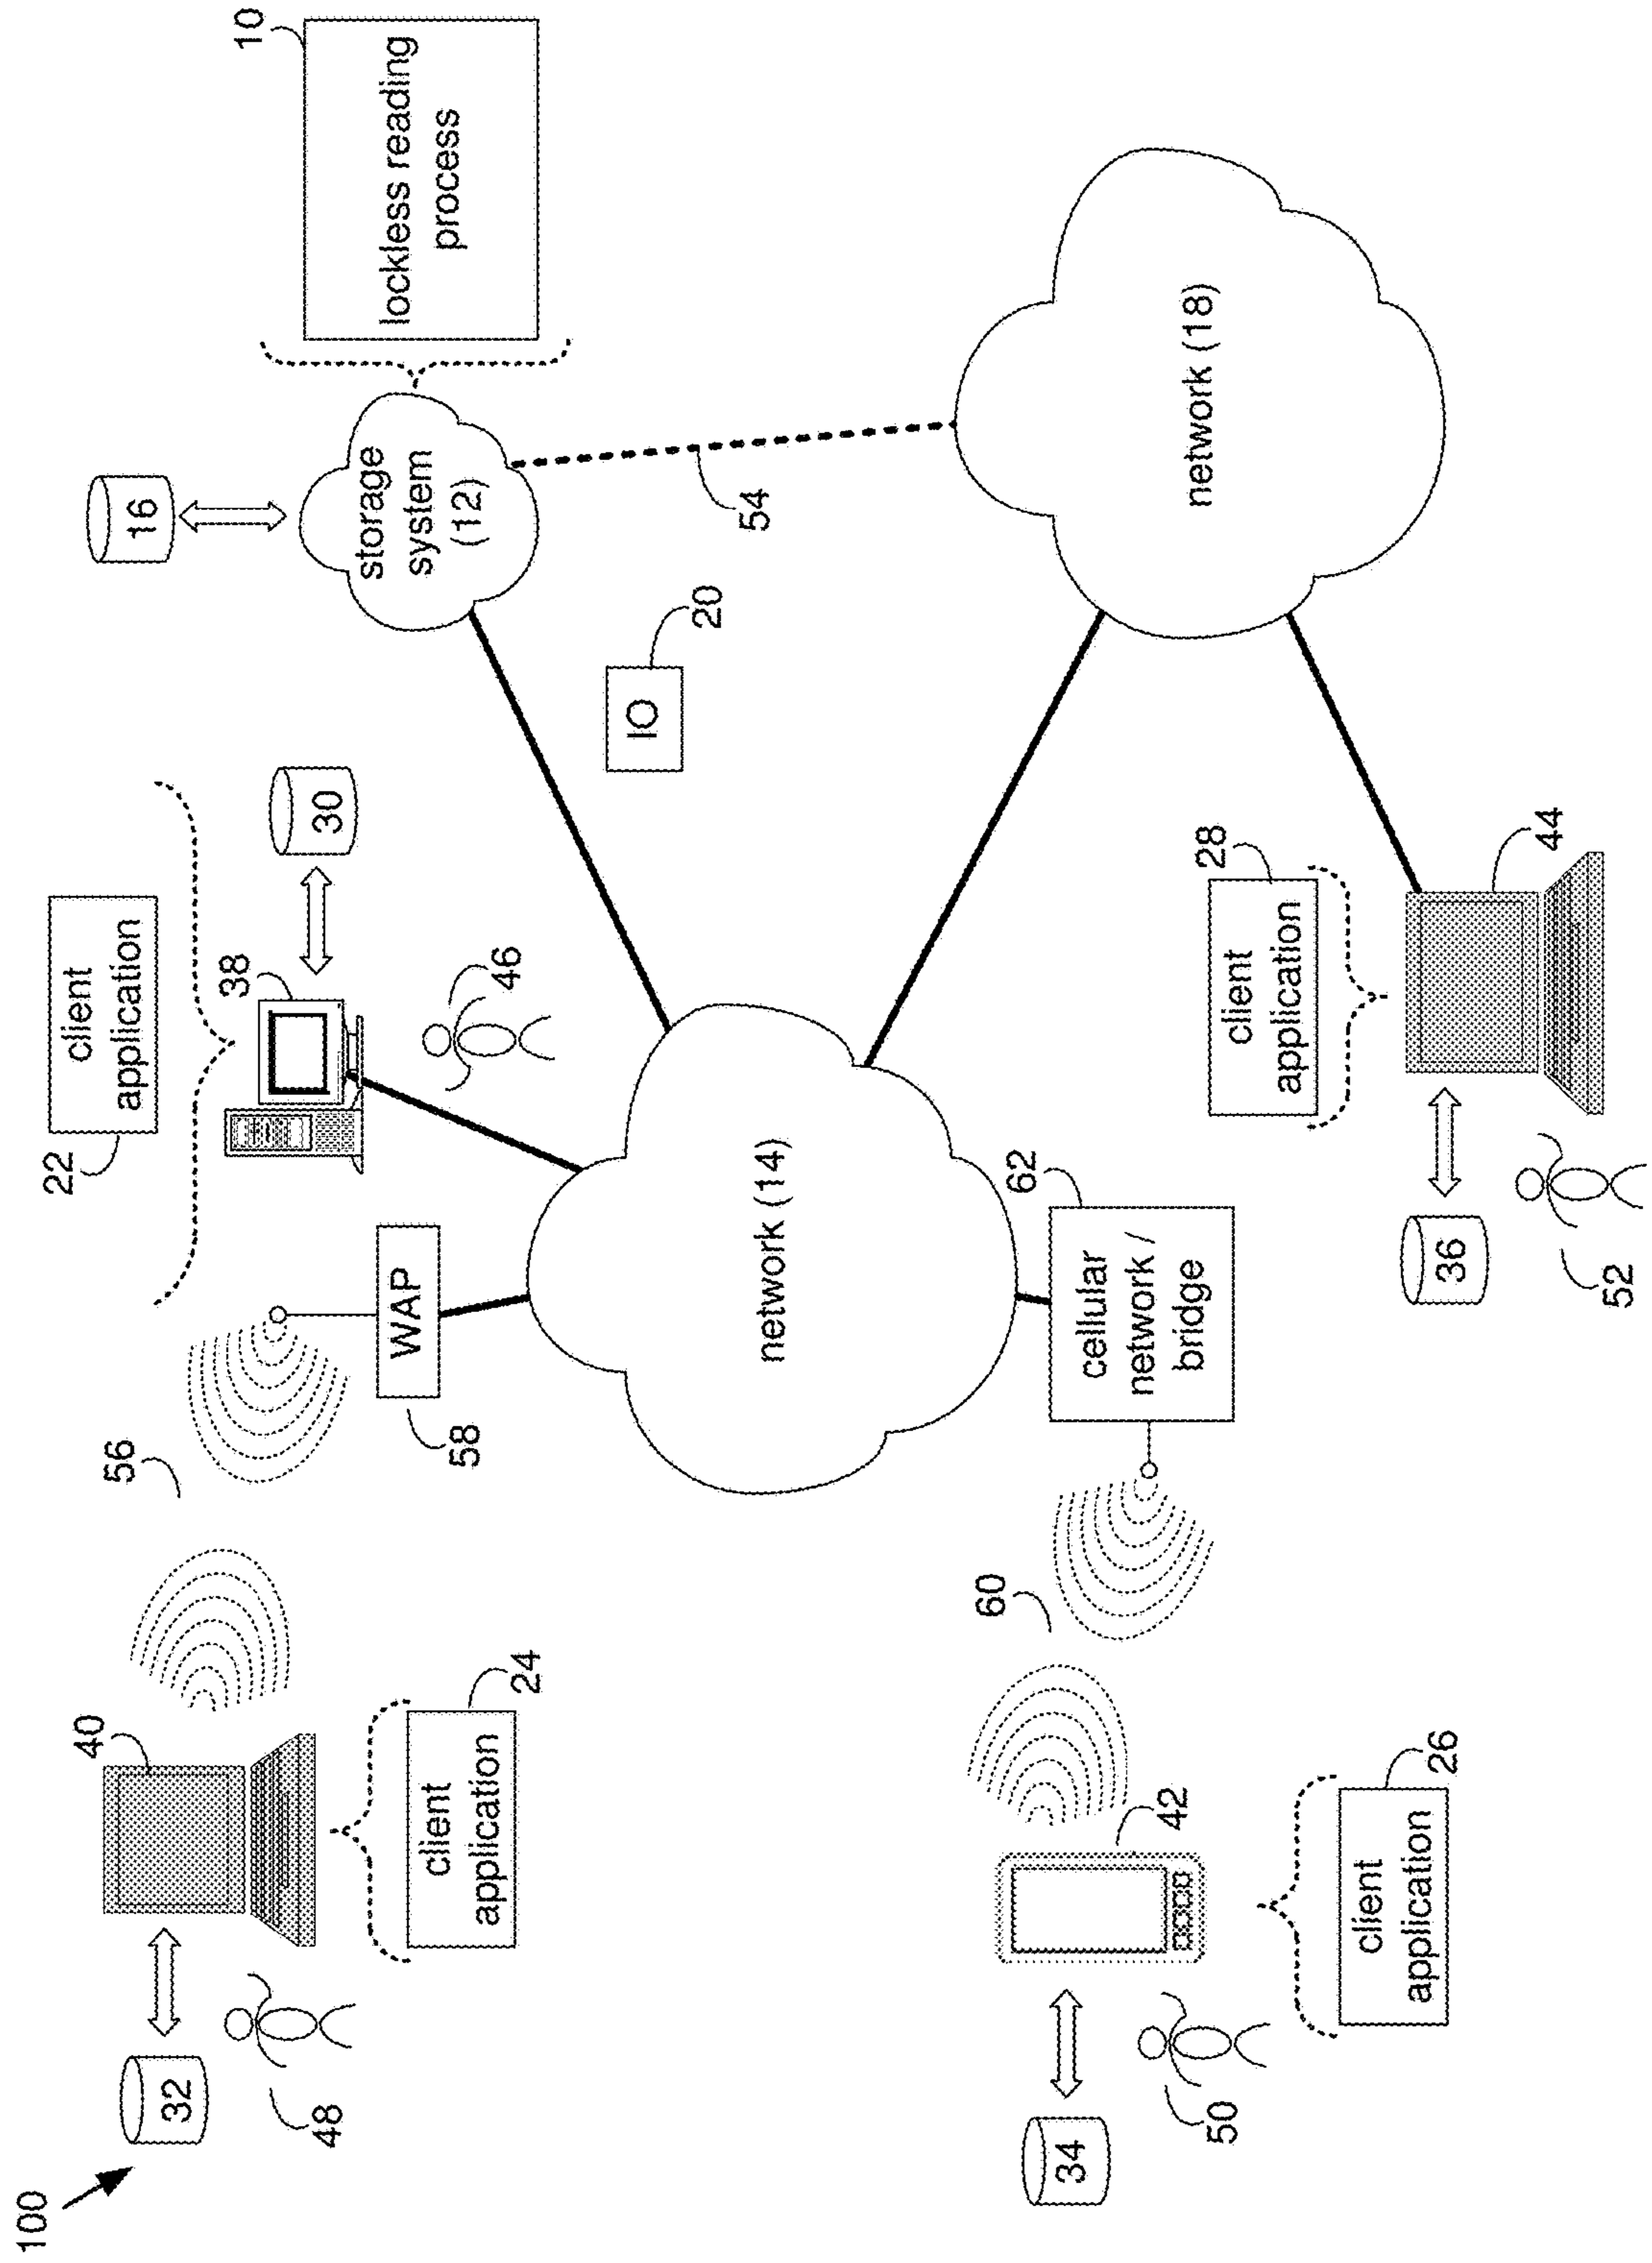 100
32
48
40
client
application
24
56
58
WAP
22
client
application
38
30
46
16
storage
system
(12)
10
lockless reading
process
IO
20
54
network (14)
network (18)
34
50
42
client
application
26
60
62
cellular
network /
bridge
28
client
application
36
52
44